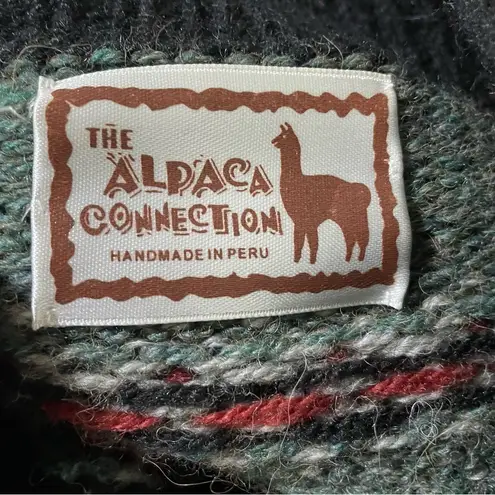 THE
ALPACA
CONNECTION
HANDMADE IN PERU